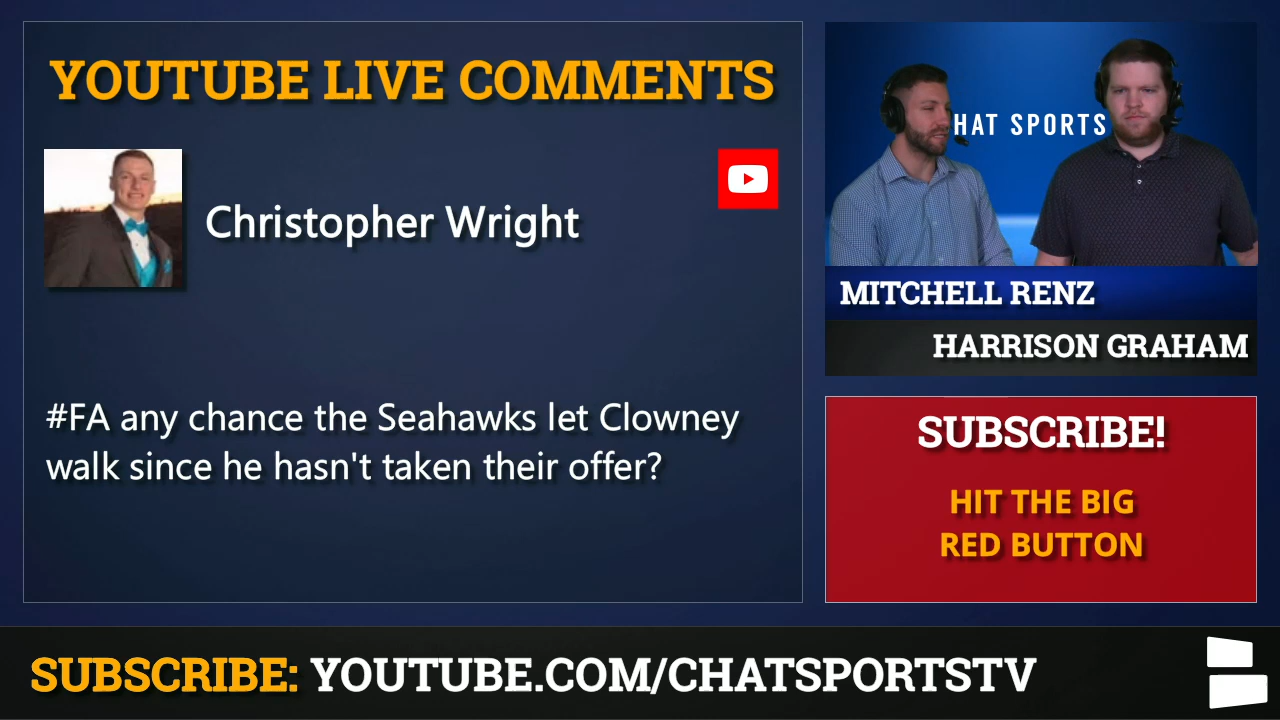 YOUTUBE LIVE COMMENTS
Christopher Wright
#FA any chance the Seahawks let Clowney
walk since he hasn't taken their offer?
HAT SPORTS
MITCHELL RENZ
HARRISON GRAHAM
SUBSCRIBE!
HIT THE BIG
RED BUTTON
SUBSCRIBE: YOUTUBE.COM/CHATSPORTSTV